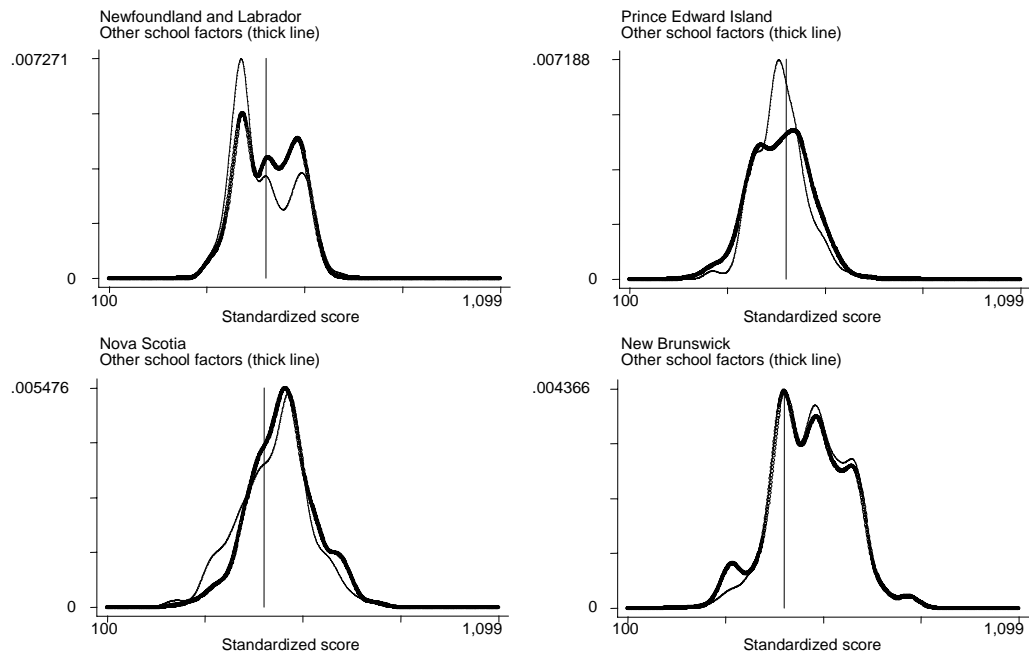 Newfoundland and Labrador
Other school factors (thick line)
.007271
0
100
1,099
Standardized score
Prince Edward Island
Other school factors (thick line)
.007188
0
100
1,099
Standardized score
Nova Scotia
Other school factors (thick line)
.005476
0
100
1,099
Standardized score
New Brunswick
Other school factors (thick line)
.004366
0
100
1,099
Standardized score